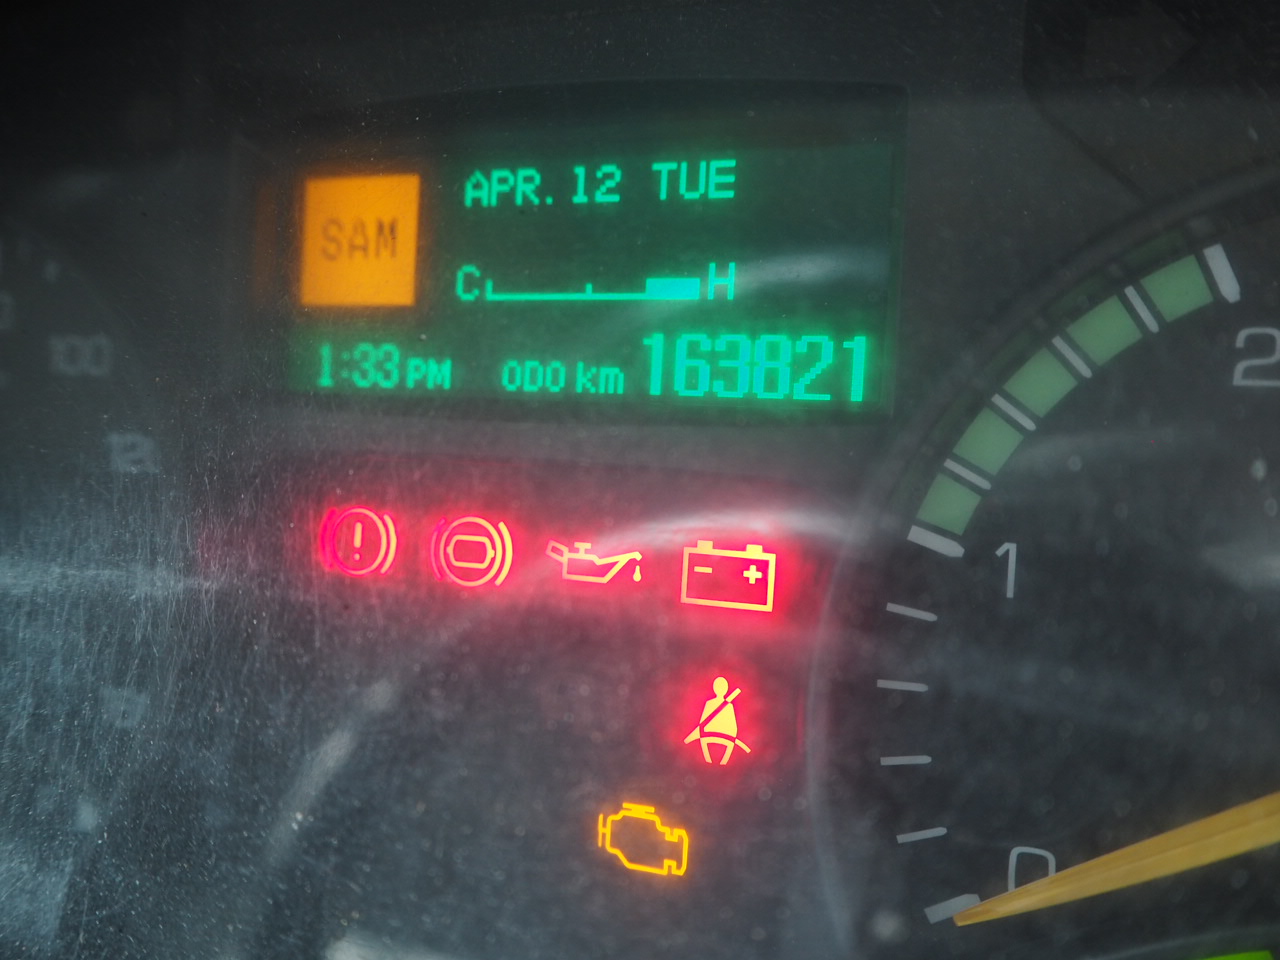 SAM
APR. 12 TUE
C H
1:33 PM ODO km 163821
100
2
1
0